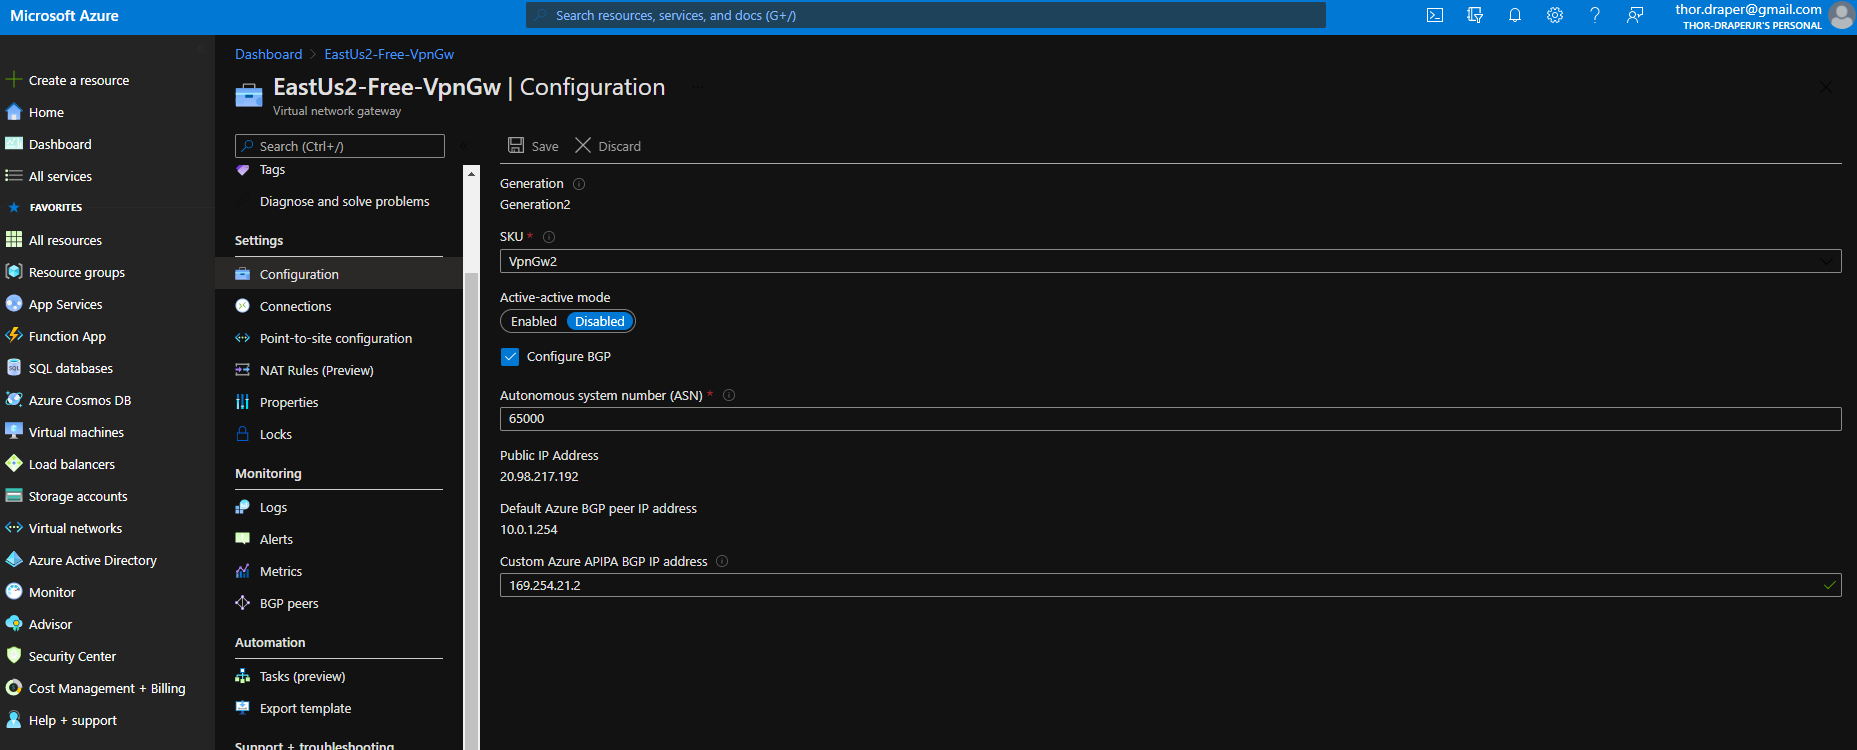 Microsoft Azure
Search resources, services, and docs (G+/)
thor.draper@gmail.com
THOR-DRAPERJR'S PERSONAL
Create a resource
Home
Dashboard
All services
FAVORITES
All resources
Resource groups
App Services
Function App
SQL databases
Azure Cosmos DB
Virtual machines
Load balancers
Storage accounts
Virtual networks
Azure Active Directory
Monitor
Advisor
Security Center
Cost Management + Billing
Help + support
Dashboard > EastUs2-Free-VpnGw
EastUs2-Free-VpnGw | Configuration
Virtual network gateway
Search (Ctrl+/)
Tags
Diagnose and solve problems
Settings
Configuration
Connections
Point-to-site configuration
NAT Rules (Preview)
Properties
Locks
Monitoring
Logs
Alerts
Metrics
BGP peers
Automation
Tasks (preview)
Export template
Support + troubleshooting
Save Discard
Generation
Generation2
SKU *
VpnGw2
Active-active mode
Enabled Disabled
Configure BGP
Autonomous system number (ASN) *
65000
Public IP Address
20.98.217.192
Default Azure BGP peer IP address
10.0.1.254
Custom Azure APIPA BGP IP address
169.254.21.2